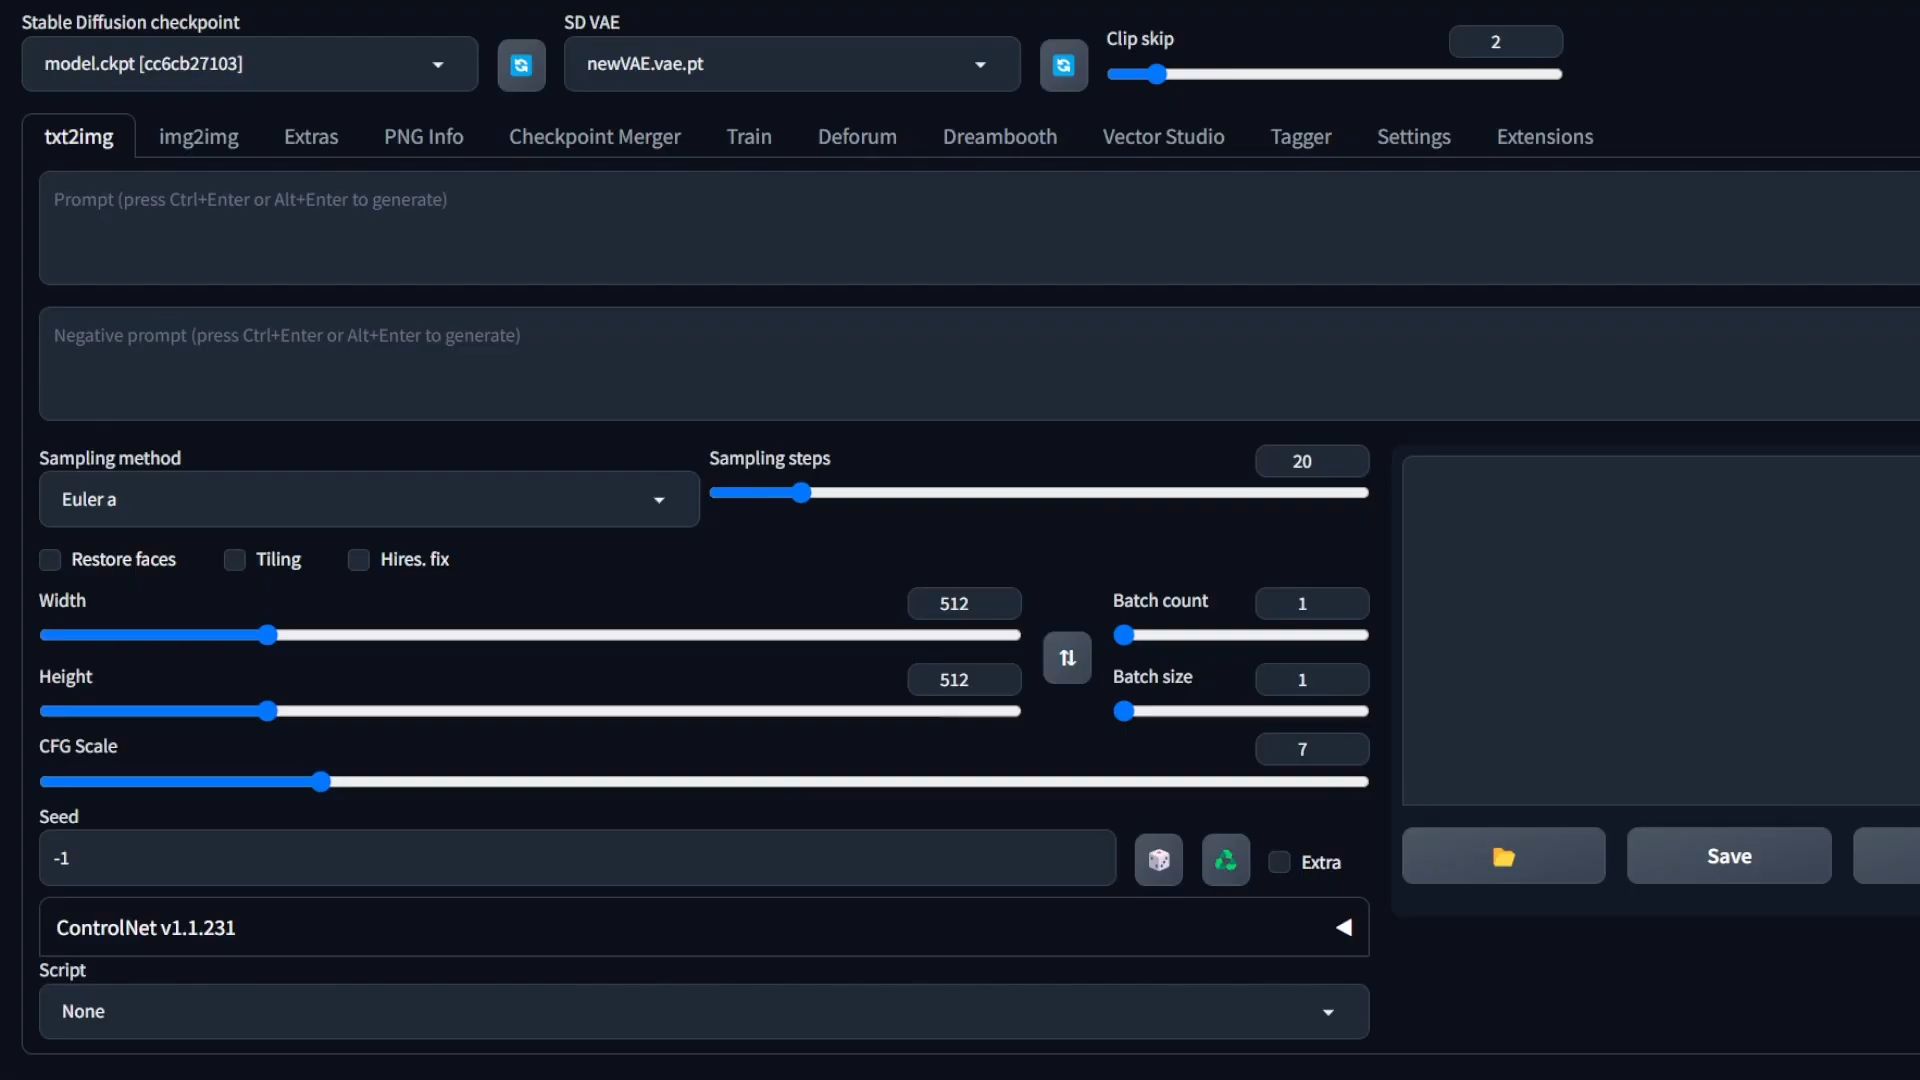 Stable Diffusion checkpoint
model.ckpt [cc6cb27103]
SD VAE
newVAE.vae.pt
Clip skip
2
txt2img
img2img
Extras
PNG Info
Checkpoint Merger
Train
Deforum
Dreambooth
Vector Studio
Tagger
Settings
Extensions
Prompt (press Ctrl+Enter or Alt+Enter to generate)
Negative prompt (press Ctrl+Enter or Alt+Enter to generate)
Sampling method
Euler a
Sampling steps
20
Restore faces
Tiling
Hires. fix
Width
512
Batch count
1
Height
512
Batch size
1
CFG Scale
7
Seed
-1
Extra
Save
ControlNet v1.1.231
Script
None